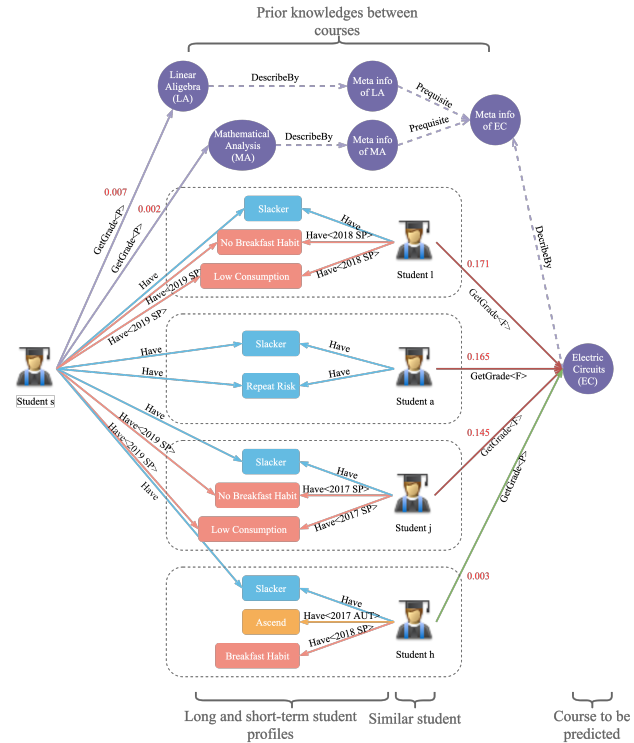 Prior knowledges between
courses
Linear
Aligebra
(LA)
DescribeBy
Meta info
of LA
Prequisite
Meta info
of EC
Mathematical
Analysis
(MA)
DescribeBy
Meta info
of MA
Prequisite
0.007
GetGrade<P>
0.002
GetGrade<P>
DecribeBy
Slacker
Have
No Breakfast Habit
Have<2018 SP>
Low Consumption
Have<2018 SP>
Student l
Have
Have<2019 SP>
Have<2019 SP>
0.171
GetGrade<F>
Student s
Have
Slacker
Have
Have
Repeat Risk
Have
Student a
0.165
GetGrade<F>
Electric
Circuits
(EC)
Have
Have<2019 SP>
Have<2019 SP>
Have
Slacker
Have
No Breakfast Habit
Have<2017 SP>
Low Consumption
Have<2017 SP>
Student j
0.145
GetGrade<F>
GetGrade<P>
0.003
Slacker
Have
Ascend
Have<2017 AUT>
Breakfast Habit
Have<2018 SP>
Student h
Long and short-term student
profiles
Similar student
Course to be
predicted